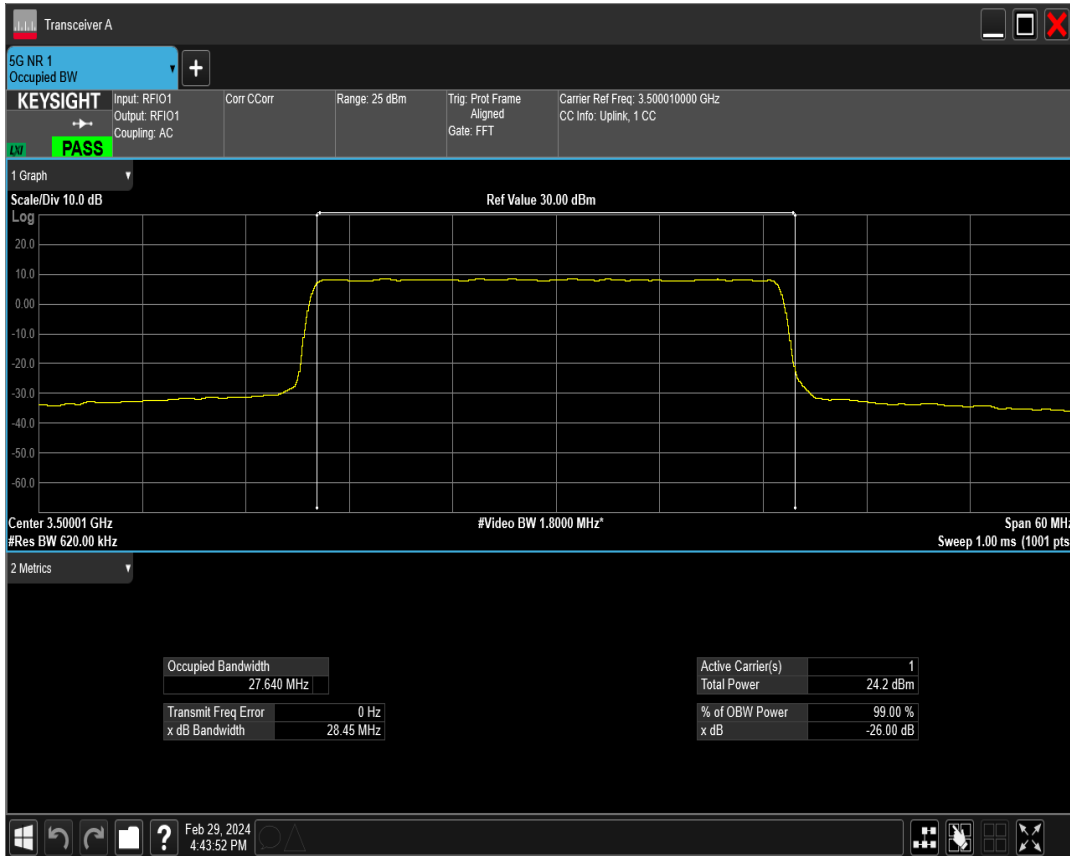 Transceiver A
5G NR 1
Occupied BW
KEYSIGHT
LXI
PASS
Input: RFIO1
Output: RFIO1
Coupling: AC
Corr CCorr
Range: 25 dBm
Trig: Prot Frame
Aligned
Gate: FFT
Carrier Ref Freq: 3.500010000 GHz
CC Info: Uplink, 1 CC
1 Graph
Scale/Div 10.0 dB
Ref Value 30.00 dBm
Log
20.0
10.0
0.00
-10.0
-20.0
-30.0
-40.0
-50.0
-60.0
Center 3.50001 GHz
#Video BW 1.8000 MHz*
Span 60 MHz
#Res BW 620.00 kHz
Sweep 1.00 ms (1001 pts
2 Metrics
Occupied Bandwidth
27.640 MHz
Transmit Freq Error 0 Hz
x dB Bandwidth 28.45 MHz
Active Carrier(s) 1
Total Power 24.2 dBm
% of OBW Power 99.00 %
x dB -26.00 dB
?
Feb 29, 2024
4:43:52 PM